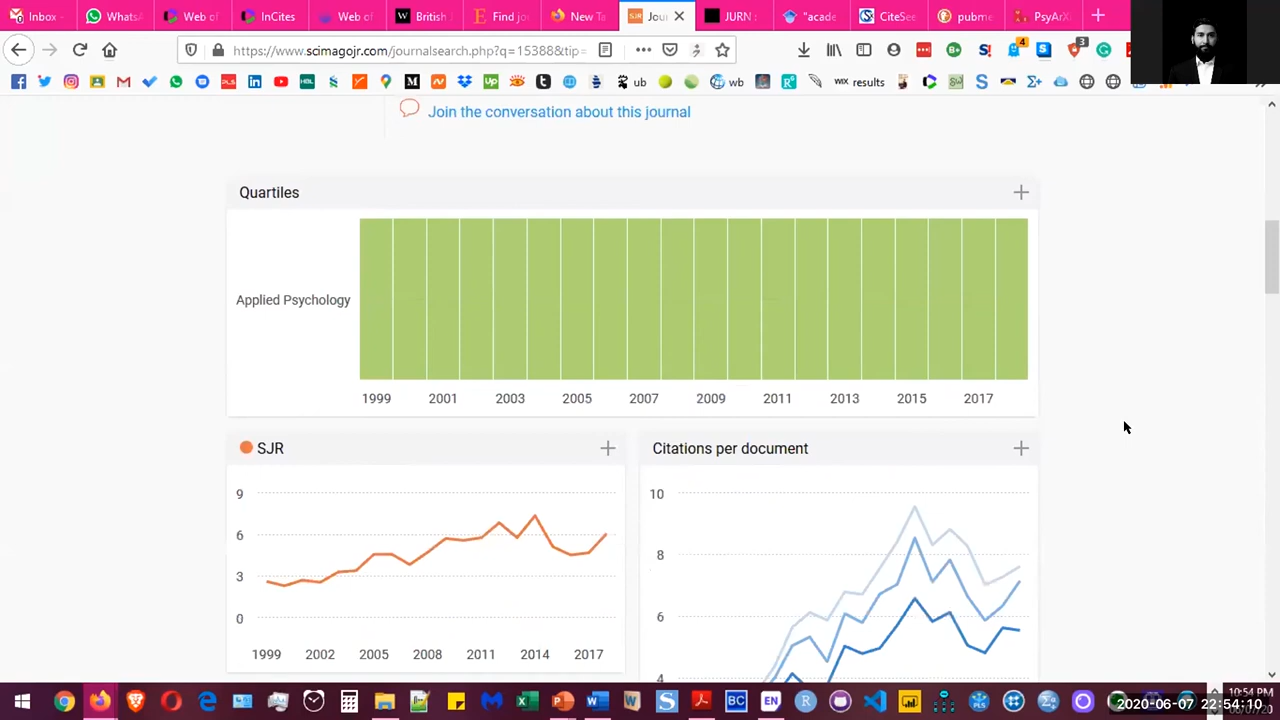 Inbox
WhatsA
Web of
InCites
Web of
British
Find jo
New Ta
Jou
JURN
"acade
CiteSee
pubme
PsyArX
https://www.scimagojr.com/journalsearch.php?q=15388&tip=
ub
wb
WIX results
Join the conversation about this journal
Quartiles
Applied Psychology
1999 2001 2003 2005 2007 2009 2011 2013 2015 2017
SJR
Citations per document
9
6
3
0
1999 2002 2005 2008 2011 2014 2017
10
8
6
4
10:54 PM
2020-06-07 22:54:10